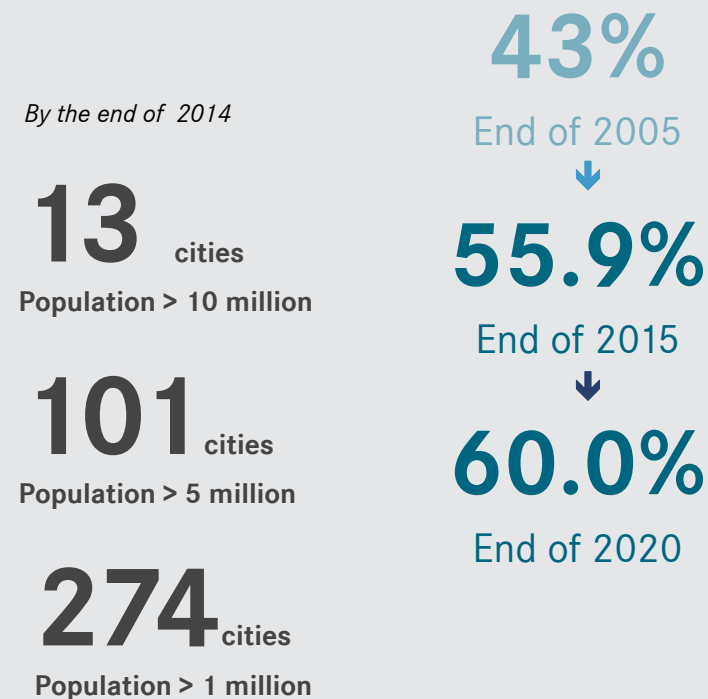 By the end of 2014
13 cities
Population > 10 million
101 cities
Population > 5 million
274 cities
Population > 1 million
43%
End of 2005
55.9%
End of 2015
60.0%
End of 2020